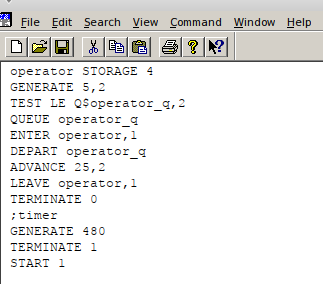 File Edit Search View Command Window Help
operator STORAGE 4
GENERATE 5,2
TEST LE Q$operator_q,2
QUEUE operator_q
ENTER operator,1
DEPART operator_q
ADVANCE 25,2
LEAVE operator,1
TERMINATE 0
;timer
GENERATE 480
TERMINATE 1
START 1